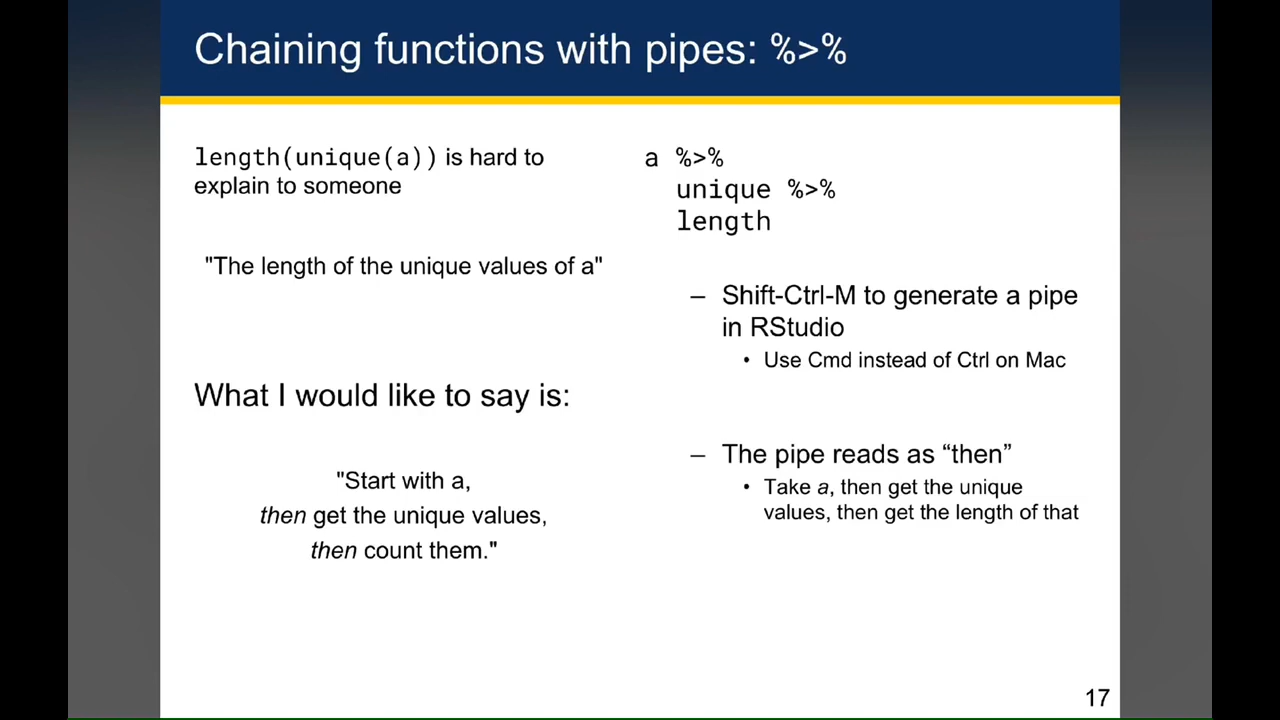 Chaining functions with pipes: %>%
length(unique(a)) is hard to
explain to someone
"The length of the unique values of a"
What I would like to say is:
"Start with a,
then get the unique values,
then count them."
a %>%
unique %>%
length
– Shift-Ctrl-M to generate a pipe
in RStudio
• Use Cmd instead of Ctrl on Mac
– The pipe reads as “then”
• Take a, then get the unique
values, then get the length of that
17